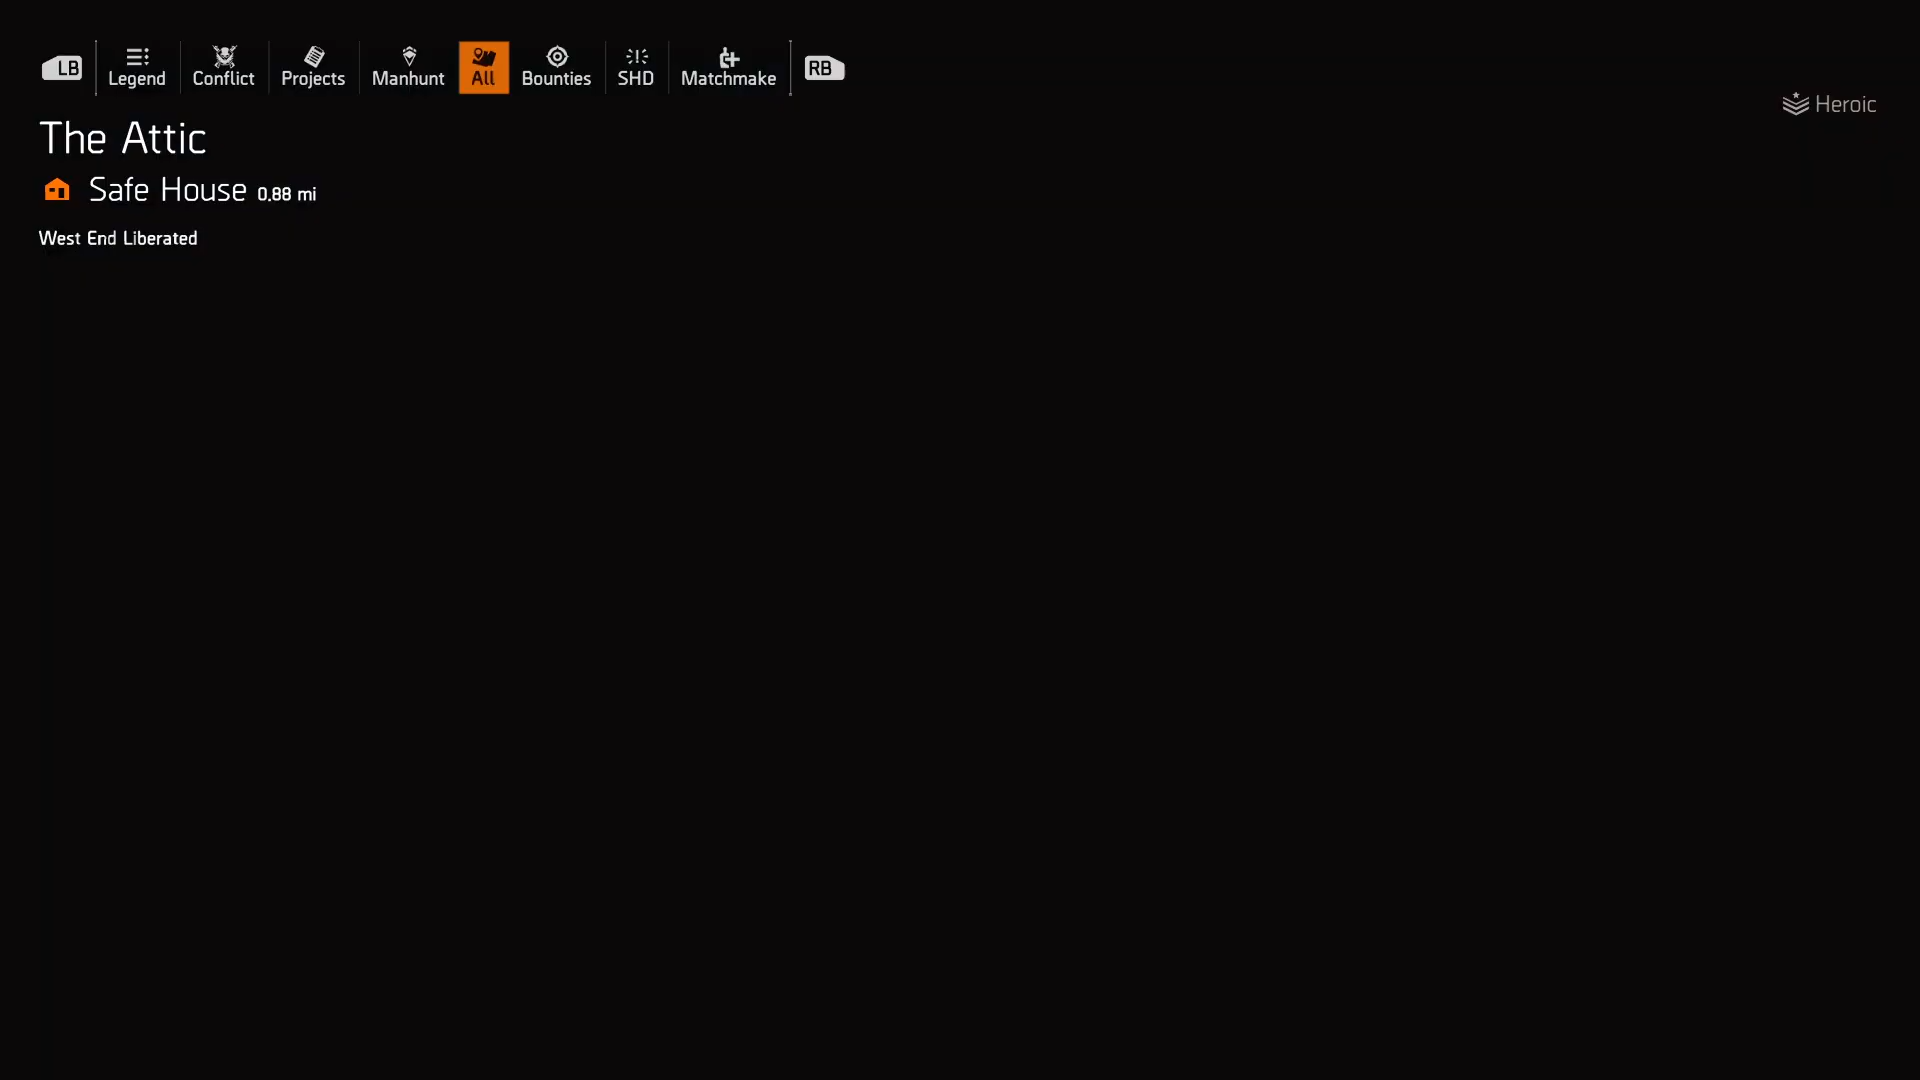 LB Legend Conflict Projects Manhunt All Bounties SHD Matchmake RB
Heroic
The Attic
Safe House 0.88 mi
West End Liberated